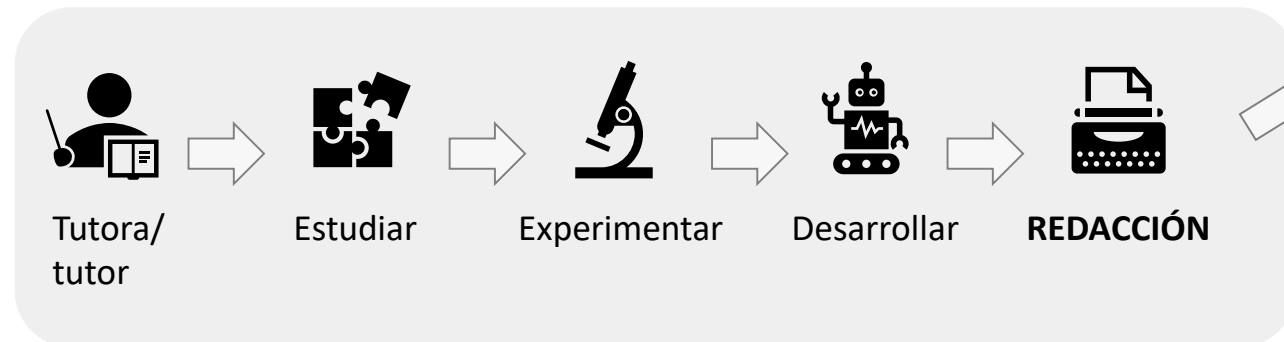 Tutora/
tutor
Estudiar
Experimentar
Desarrollar
REDACCIÓN